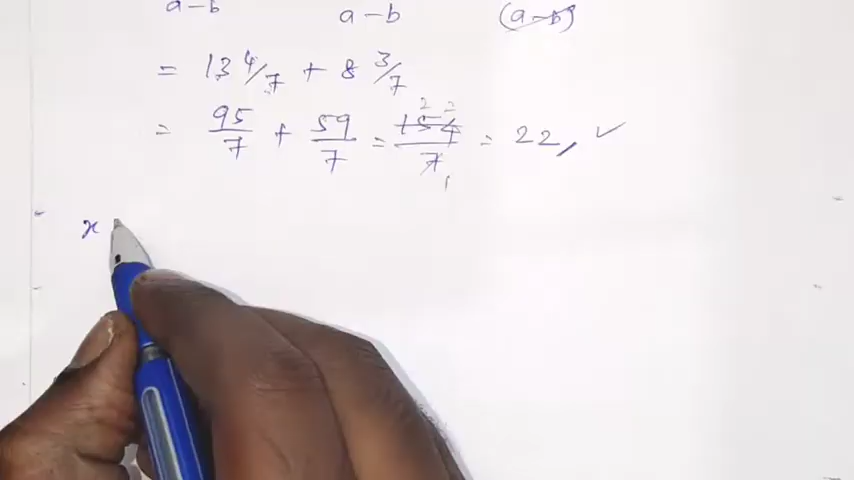 a-b a-b (a-b)
= 13 4/7 + 8 3/7
= 95/7 + 59/7 = 154/7 = 22, ✓
x